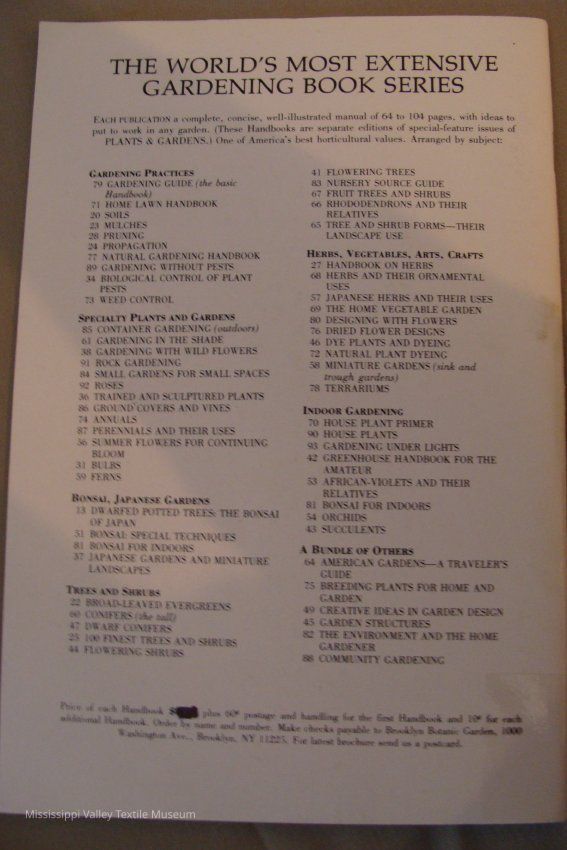 THE WORLD'S MOST EXTENSIVE
GARDENING BOOK SERIES
EACH PUBLICATION a complete, concise, well-illustrated manual of 64 to 104 pages, with ideas to
put to work in any garden. (These Handbooks are separate editions of special-feature issues of
PLANTS & GARDENS.) One of America's best horticultural values. Arranged by subject:
GARDENING PRACTICES
79 GARDENING GUIDE (the basic
Handbook)
71 HOME LAWN HANDBOOK
20 SOILS
23 MULCHES
28 PRUNING
24 PROPAGATION
77 NATURAL GARDENING HANDBOOK
89 GARDENING WITHOUT PESTS
34 BIOLOGICAL CONTROL OF PLANT
PESTS
73 WEED CONTROL
SPECIALTY PLANTS AND GARDENS
85 CONTAINER GARDENING (outdoors)
61 GARDENING IN THE SHADE
38 GARDENING WITH WILD FLOWERS
91 ROCK GARDENING
84 SMALL GARDENS FOR SMALL SPACES
92 ROSES
36 TRAINED AND SCULPTURED PLANTS
86 GROUND COVERS AND VINES
74 ANNUALS
87 PERENNIALS AND THEIR USES
56 SUMMER FLOWERS FOR CONTINUING
BLOOM
31 BULBS
59 FERNS
BONSAI, JAPANESE GARDENS
13 DWARFED POTTED TREES: THE BONSAI
OF JAPAN
51 BONSAI: SPECIAL TECHNIQUES
81 BONSAI FOR INDOORS
37 JAPANESE GARDENS AND MINIATURE
LANDSCAPES
TREES AND SHRUBS
22 BROAD-LEAVED EVERGREENS
60 CONIFERS (the tall)
47 DWARF CONIFERS
25 100 FINEST TREES AND SHRUBS
44 FLOWERING SHRUBS
41 FLOWERING TREES
83 NURSERY SOURCE GUIDE
67 FRUIT TREES AND SHRUBS
66 RHODODENDRONS AND THEIR
RELATIVES
65 TREE AND SHRUB FORMS—THEIR
LANDSCAPE USE
HERBS, VEGETABLES, ARTS, CRAFTS
27 HANDBOOK ON HERBS
68 HERBS AND THEIR ORNAMENTAL
USES
57 JAPANESE HERBS AND THEIR USES
69 THE HOME VEGETABLE GARDEN
80 DESIGNING WITH FLOWERS
76 DRIED FLOWER DESIGNS
46 DYE PLANTS AND DYEING
72 NATURAL PLANT DYEING
58 MINIATURE GARDENS (sink and
trough gardens)
78 TERRARIUMS
INDOOR GARDENING
70 HOUSE PLANT PRIMER
90 HOUSE PLANTS
93 GARDENING UNDER LIGHTS
42 GREENHOUSE HANDBOOK FOR THE
AMATEUR
53 AFRICAN-VIOLETS AND THEIR
RELATIVES
81 BONSAI FOR INDOORS
54 ORCHIDS
43 SUCCULENTS
A BUNDLE OF OTHERS
64 AMERICAN GARDENS—A TRAVELER'S
GUIDE
75 BREEDING PLANTS FOR HOME AND
GARDEN
49 CREATIVE IDEAS IN GARDEN DESIGN
45 GARDEN STRUCTURES
82 THE ENVIRONMENT AND THE HOME
GARDENER
88 COMMUNITY GARDENING
Price of each Handbook $ plus 60¢ postage and handling for the first Handbook and 10¢ for each
additional Handbook. Order by name and number. Make checks payable to Brooklyn Botanic Garden, 1000
Washington Ave., Brooklyn, NY 11225. For latest brochure send us a postcard.
Mississippi Valley Textile Museum